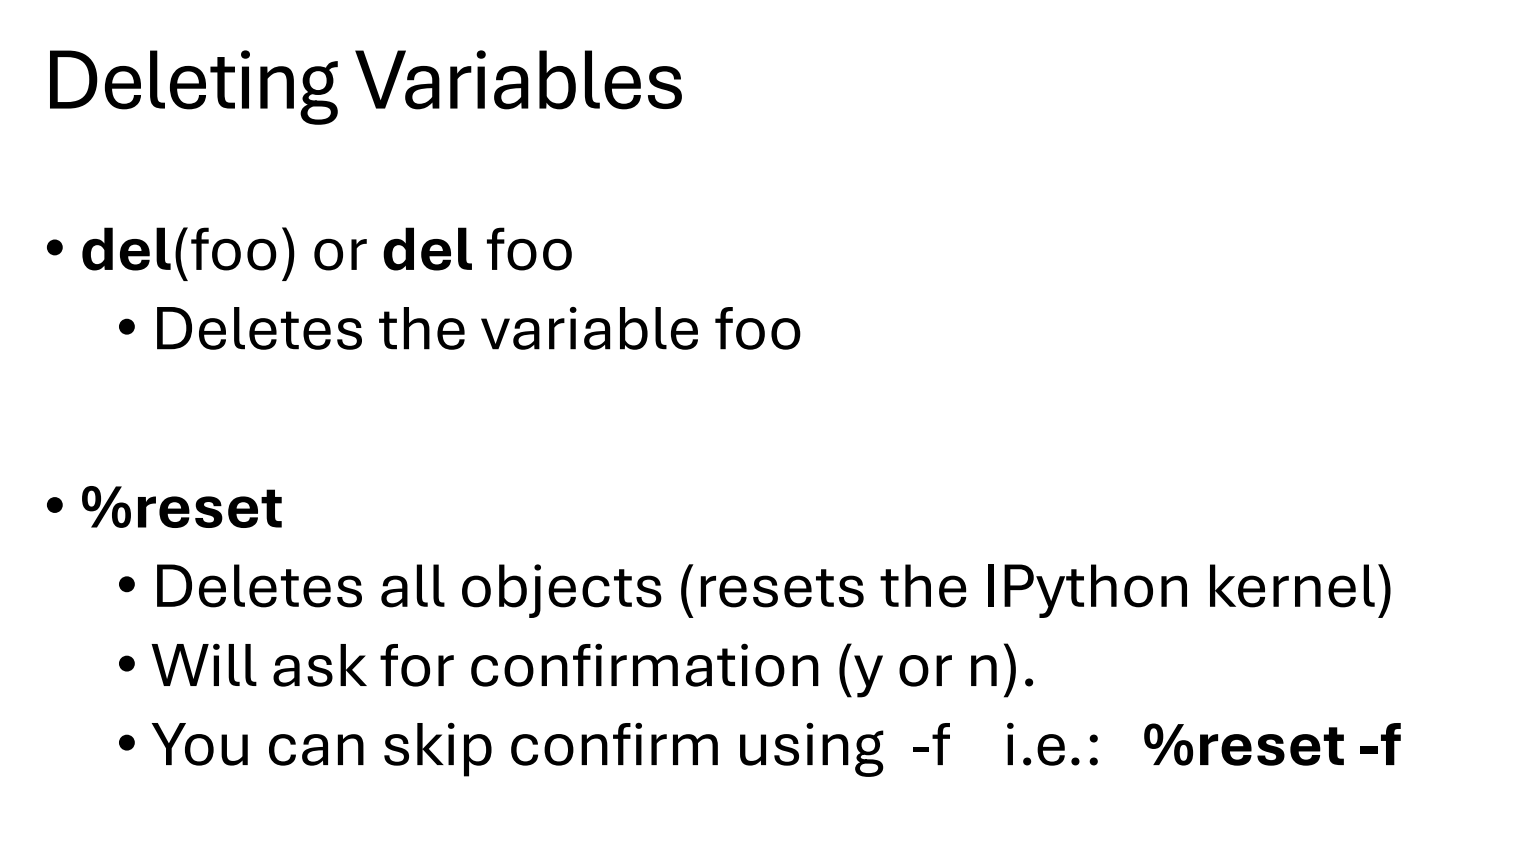 Deleting Variables
• del(foo) or del foo
• Deletes the variable foo
• %reset
• Deletes all objects (resets the IPython kernel)
• Will ask for confirmation (y or n).
• You can skip confirm using  -f    i.e.:   %reset -f